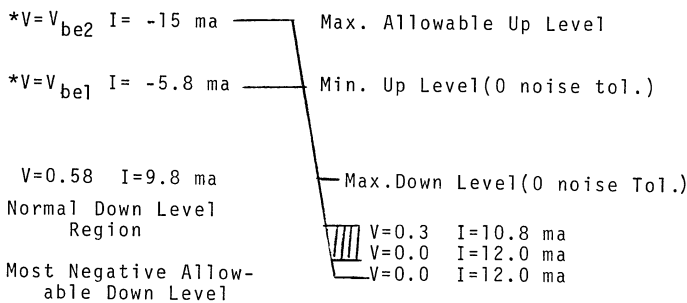 *V=Vbe2 I= -15 ma Max. Allowable Up Level
*V=Vbel I= -5.8 ma Min. Up Level(0 noise tol.)
V=0.58 I=9.8 ma Max.Down Level(0 noise Tol.)
Normal Down Level
Region
V=0.3 I=10.8 ma
V=0.0 I=12.0 ma
Most Negative Allow-
able Down Level
V=0.0 I=12.0 ma